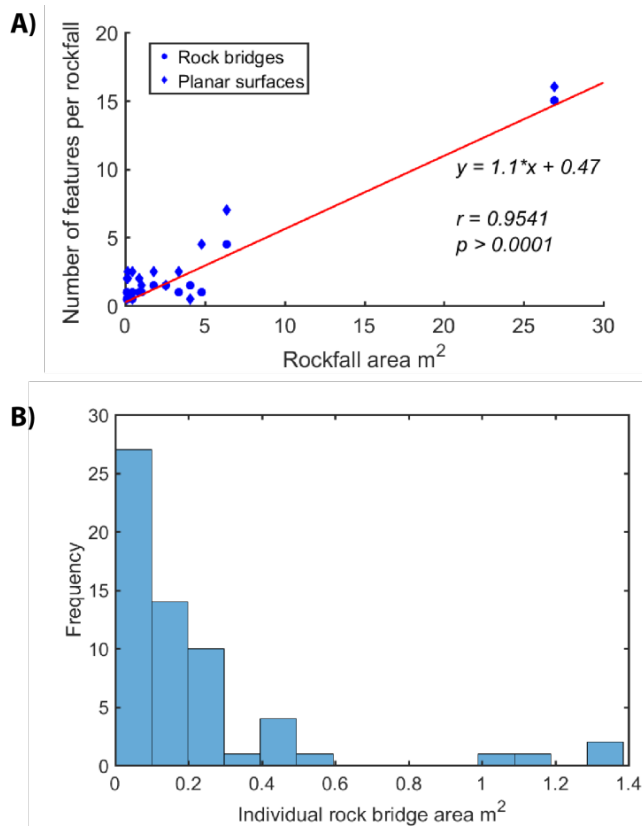 A)
Number of features per rockfall
20
15
10
5
0
Rock bridges
Planar surfaces
y = 1.1*x + 0.47
r = 0.9541
p > 0.0001
0 5 10 15 20 25 30
Rockfall area m²
B)
Frequency
30
25
20
15
10
5
0
0 0.2 0.4 0.6 0.8 1 1.2 1.4
Individual rock bridge area m²